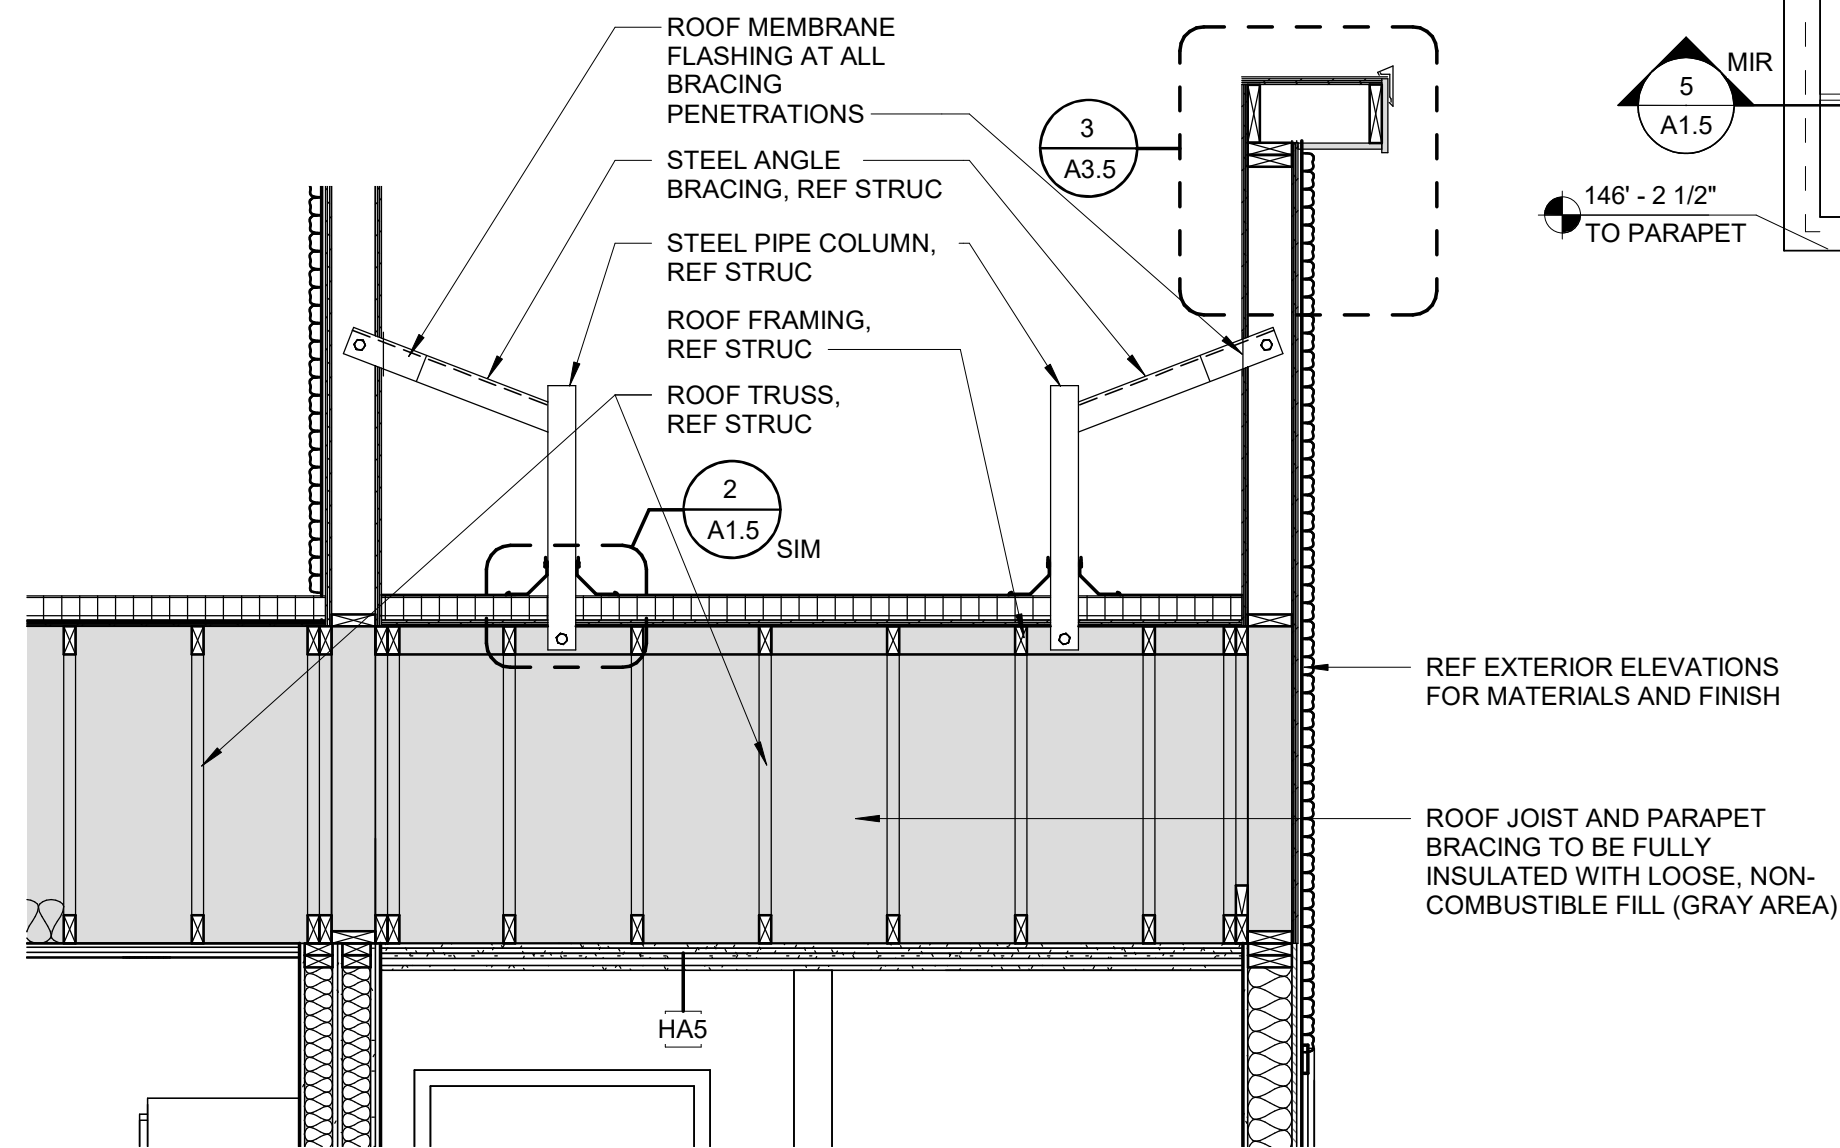 ROOF MEMBRANE
FLASHING AT ALL
BRACING
PENETRATIONS
STEEL ANGLE
BRACING, REF STRUC
STEEL PIPE COLUMN,
REF STRUC
ROOF FRAMING,
REF STRUC
ROOF TRUSS,
REF STRUC
2
A1.5
SIM
3
A3.5
5
A1.5
MIR
146' - 2 1/2"
TO PARAPET
REF EXTERIOR ELEVATIONS
FOR MATERIALS AND FINISH
ROOF JOIST AND PARAPET
BRACING TO BE FULLY
INSULATED WITH LOOSE, NON-
COMBUSTIBLE FILL (GRAY AREA)
HA5